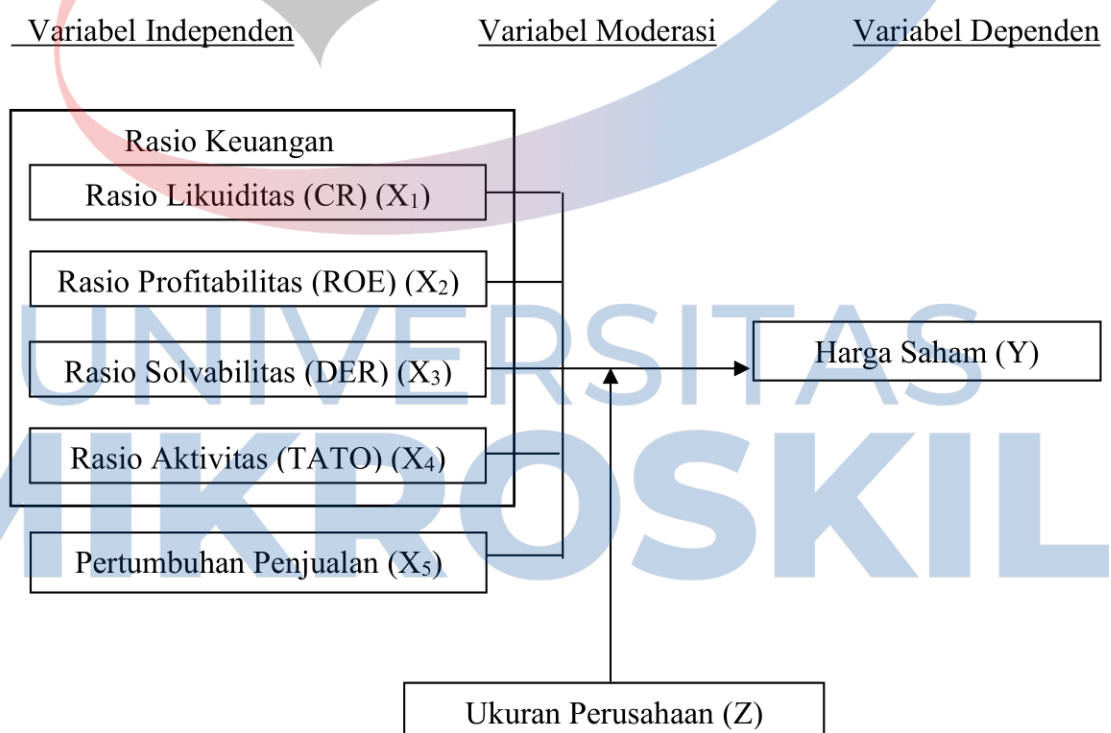 Variabel Independen
Variabel Moderasi
Variabel Dependen
Rasio Keuangan
Rasio Likuiditas (CR) (X₁)
Rasio Profitabilitas (ROE) (X₂)
Rasio Solvabilitas (DER) (X₃)
Rasio Aktivitas (TATO) (X₄)
Pertumbuhan Penjualan (X₅)
Harga Saham (Y)
Ukuran Perusahaan (Z)
UNIVERSITAS
MIKROSKIL